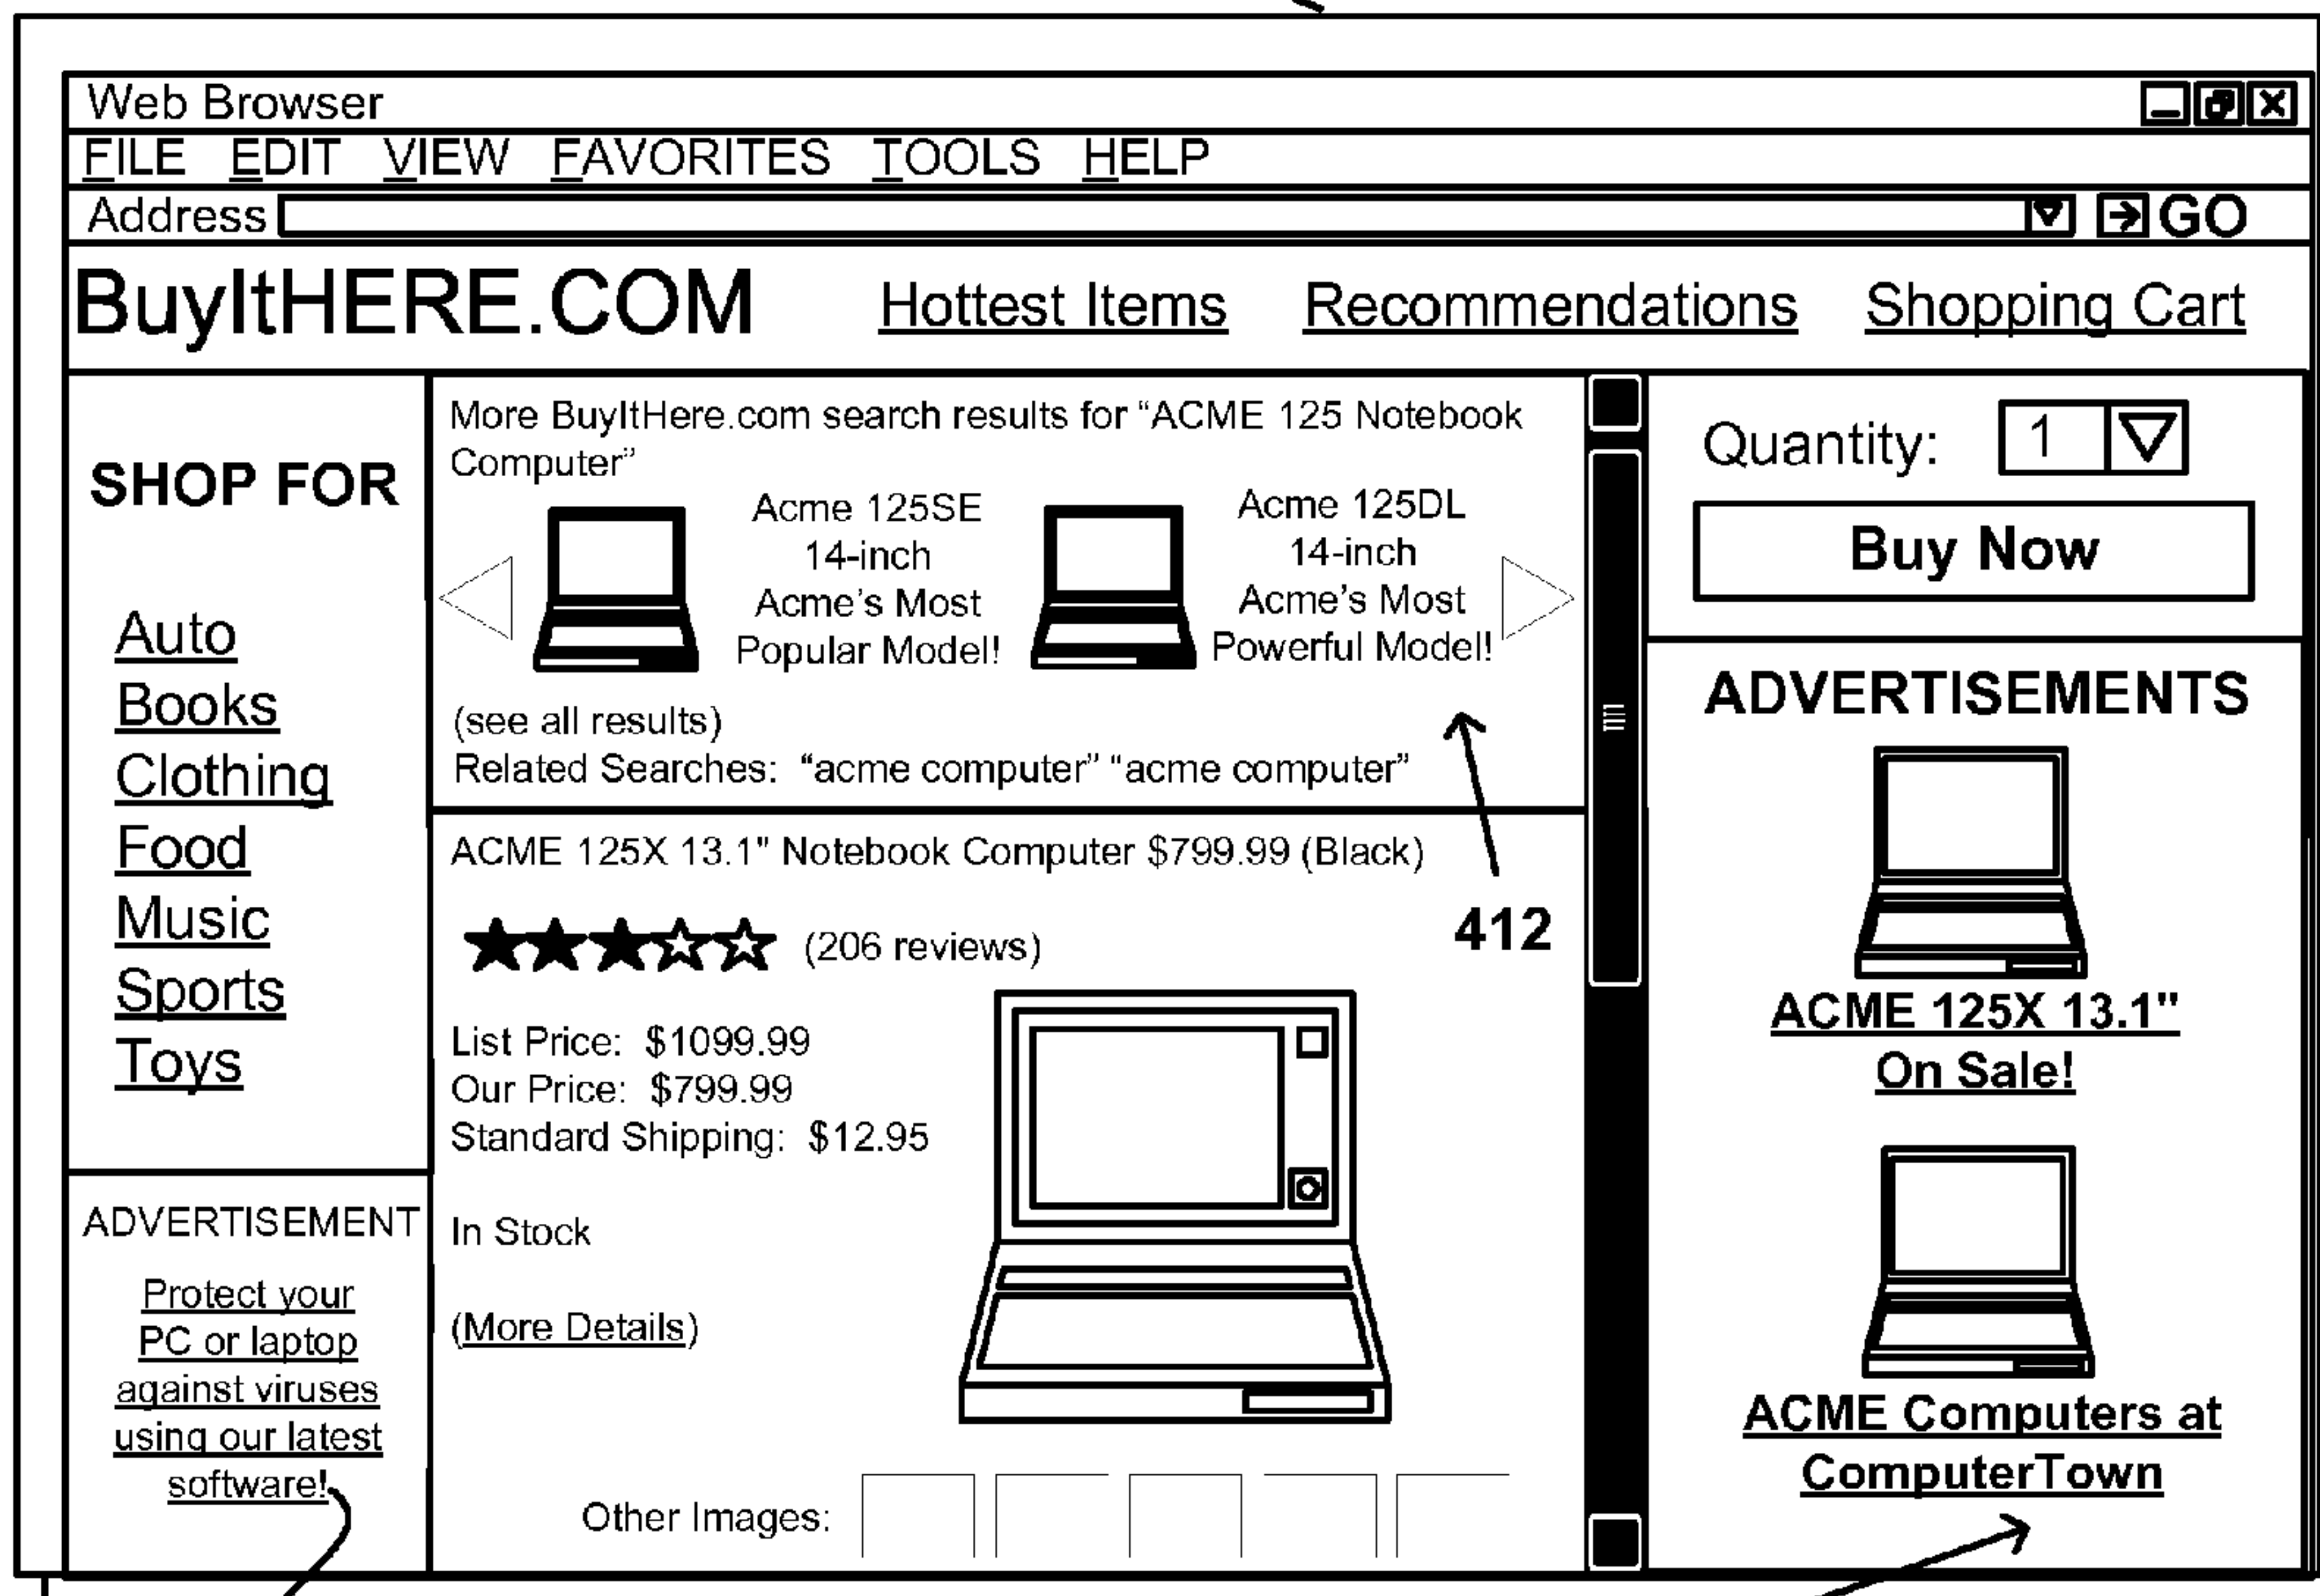 Web Browser
FILE EDIT VIEW FAVORITES TOOLS HELP
Address GO
BuyItHERE.COM Hottest Items Recommendations Shopping Cart
SHOP FOR
Auto
Books
Clothing
Food
Music
Sports
Toys
ADVERTISEMENT
Protect your
PC or laptop
against viruses
using our latest
software!
More BuyItHere.com search results for “ACME 125 Notebook
Computer”
Acme 125SE
14-inch
Acme’s Most
Popular Model!
Acme 125DL
14-inch
Acme’s Most
Powerful Model!
(see all results)
Related Searches: “acme computer” “acme computer”
412
ACME 125X 13.1" Notebook Computer $799.99 (Black)
(206 reviews)
List Price: $1099.99
Our Price: $799.99
Standard Shipping: $12.95
In Stock
(More Details)
Other Images:
Quantity: 1
Buy Now
ADVERTISEMENTS
ACME 125X 13.1"
On Sale!
ACME Computers at
ComputerTown